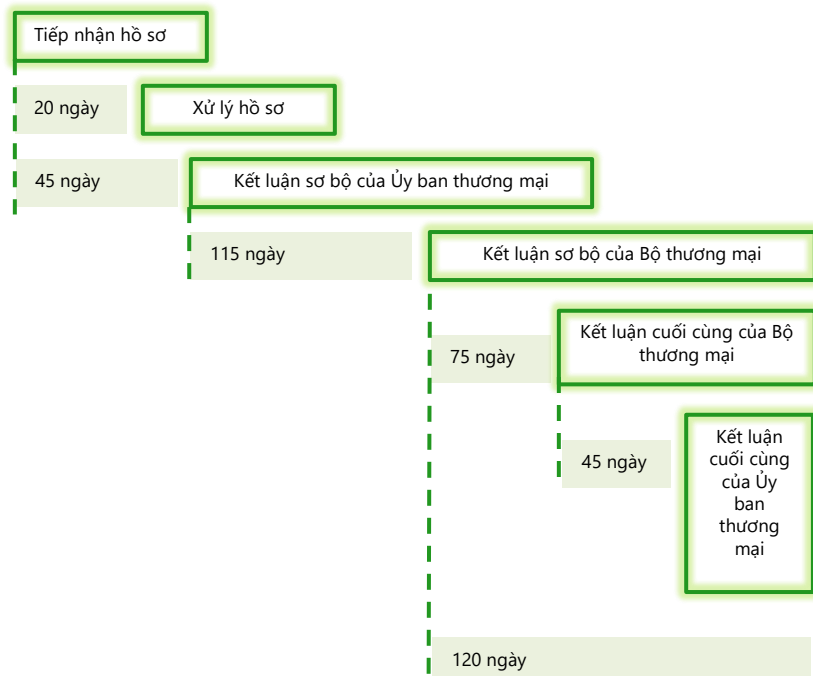 Tiếp nhận hồ sơ
20 ngày
Xử lý hồ sơ
45 ngày
Kết luận sơ bộ của Ủy ban thương mại
115 ngày
Kết luận sơ bộ của Bộ thương mại
75 ngày
Kết luận cuối cùng của Bộ
thương mại
45 ngày
Kết luận
cuối cùng
của Ủy
ban
thương
mại
120 ngày